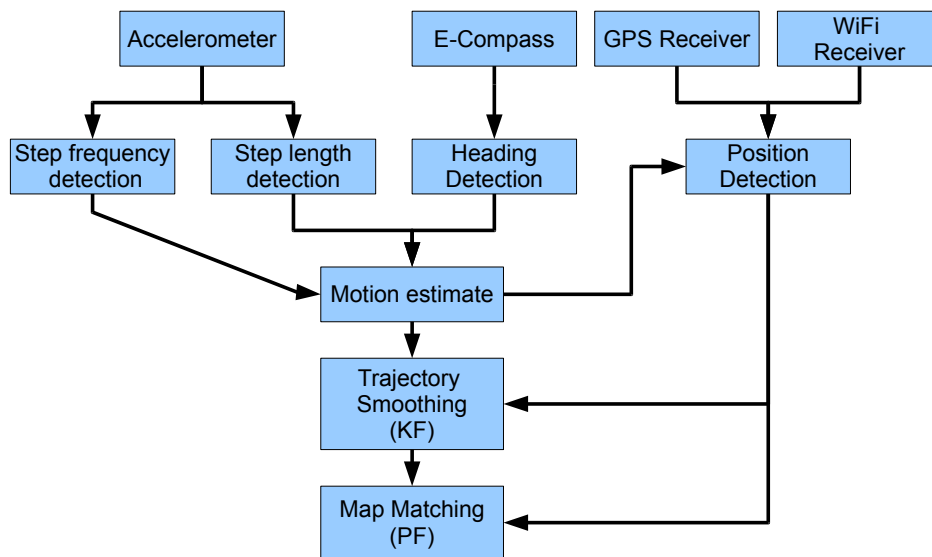 Accelerometer
E-Compass
GPS Receiver
WiFi
Receiver
Step frequency
detection
Step length
detection
Heading
Detection
Position
Detection
Motion estimate
Trajectory
Smoothing
(KF)
Map Matching
(PF)